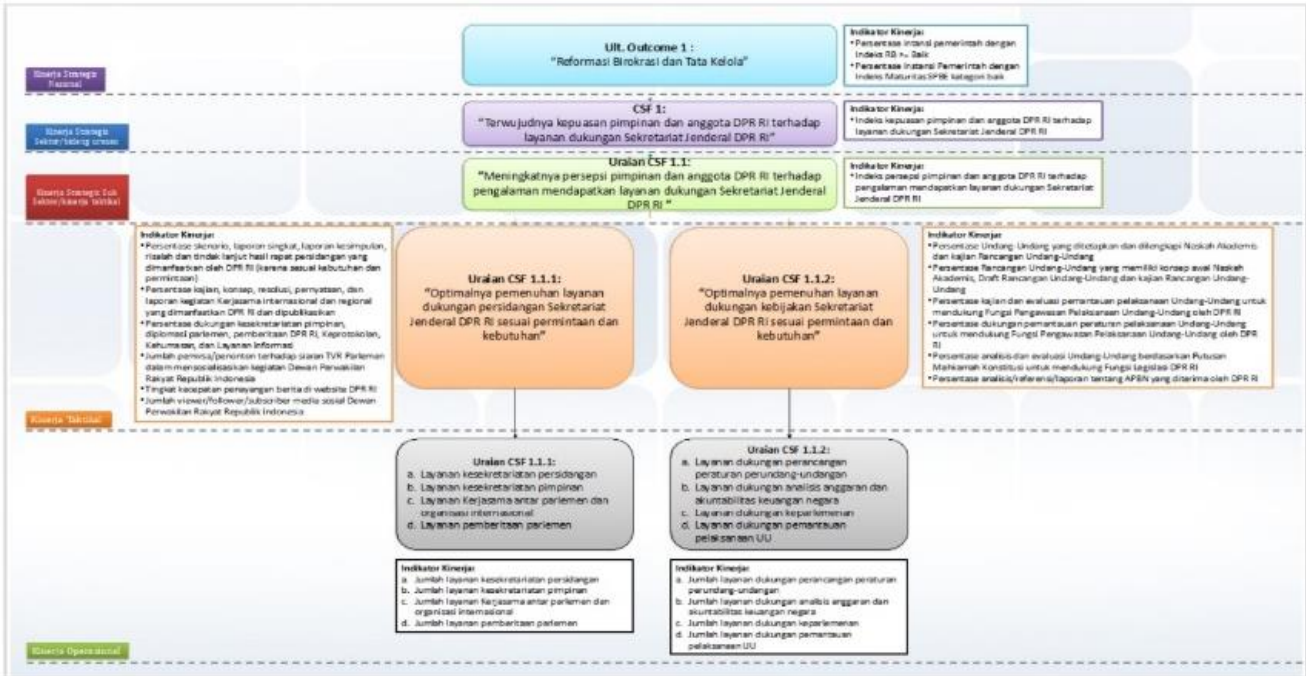 Ult. Outcome 1 :
"Reformasi Birokrasi dan Tata Kelola"
Indikator Kinerja:
•Persentase intansi pemerintah dengan
Indeks RB >= Baik
•Persentase Instansi Pemerintah dengan
Indeks Maturitas SPBE kategori baik
Kinerja Strategis
Nasional
CSF 1:
"Terwujudnya kepuasan pimpinan dan anggota DPR RI terhadap
layanan dukungan Sekretariat Jenderal DPR RI"
Indikator Kinerja:
•Indeks kepuasan pimpinan dan anggota DPR RI terhadap
layanan dukungan Sekretariat Jenderal DPR RI
Kinerja Strategis
Sektor/bidang urusan
Uraian CSF 1.1:
"Meningkatnya persepsi pimpinan dan anggota DPR RI terhadap
pengalaman mendapatkan layanan dukungan Sekretariat Jenderal
DPR RI "
Indikator Kinerja:
•Indeks persepsi pimpinan dan anggota DPR RI terhadap
pengalaman mendapatkan layanan dukungan Sekretariat
Jenderal DPR RI
Kinerja Strategis Sub
Sektor/kinerja taktikal
Indikator Kinerja:
•Persentase skenario, laporan singkat, laporan kesimpulan,
risalah dan tindak lanjut hasil rapat persidangan yang
dimanfaatkan oleh DPR RI (karena sesuai kebutuhan dan
permintaan)
•Persentase kajian, konsep, resolusi, pernyataan, dan
laporan kegiatan Kerjasama internasional dan regional
yang dimanfaatkan DPR RI dan dipublikasikan
•Persentase dukungan kesekretariatan pimpinan,
diplomasi parlemen, pemberitaan DPR RI, Keprotokolan,
Kehumasan, dan Layanan Informasi
•Jumlah pemirsa/penonton terhadap siaran TVR Parlemen
dalam mensosialisasikan kegiatan Dewan Perwakilan
Rakyat Republik Indonesia
•Tingkat kecepatan penayangan berita di website DPR RI
•Jumlah viewer/follower/subscriber media sosial Dewan
Perwakilan Rakyat Republik Indonesia
Uraian CSF 1.1.1:
"Optimalnya pemenuhan layanan
dukungan persidangan Sekretariat
Jenderal DPR RI sesuai permintaan dan
kebutuhan"
Uraian CSF 1.1.2:
"Optimalnya pemenuhan layanan
dukungan kebijakan Sekretariat
Jenderal DPR RI sesuai permintaan dan
kebutuhan"
Indikator Kinerja:
•Persentase Undang-Undang yang ditetapkan dan dilengkapi Naskah Akademis
dan kajian Rancangan Undang-Undang
•Persentase Rancangan Undang-Undang yang memiliki konsep awal Naskah
Akademis, Draft Rancangan Undang-Undang dan kajian Rancangan Undang-
Undang
•Persentase kajian dan evaluasi pemantauan pelaksanaan Undang-Undang untuk
mendukung Fungsi Pengawasan Pelaksanaan Undang-Undang oleh DPR RI
•Persentase dukungan pemantauan peraturan pelaksanaan Undang-Undang
untuk mendukung Fungsi Pengawasan Pelaksanaan Undang-Undang oleh DPR
RI
•Persentase analisis dan evaluasi Undang-Undang berdasarkan Putusan
Mahkamah Konstitusi untuk mendukung Fungsi Legislasi DPR RI
•Persentase analisis/referensi/laporan tentang APBN yang diterima oleh DPR RI
Kinerja Taktikal
Uraian CSF 1.1.1:
a. Layanan kesekretariatan persidangan
b. Layanan kesekretariatan pimpinan
c. Layanan Kerjasama antar parlemen dan
organisasi internasional
d. Layanan pemberitaan parlemen
Uraian CSF 1.1.2:
a. Layanan dukungan perancangan
peraturan perundang-undangan
b. Layanan dukungan analisis anggaran dan
akuntabilitas keuangan negara
c. Layanan dukungan keparlemenan
d. Layanan dukungan pemantauan
pelaksanaan UU
Indikator Kinerja:
a. Jumlah layanan kesekretariatan persidangan
b. Jumlah layanan kesekretariatan pimpinan
c. Jumlah layanan Kerjasama antar parlemen dan
organisasi internasional
d. Jumlah layanan pemberitaan parlemen
Indikator Kinerja:
a. Jumlah layanan dukungan perancangan peraturan
perundang-undangan
b. Jumlah layanan dukungan analisis anggaran dan
akuntabilitas keuangan negara
c. Jumlah layanan dukungan keparlemenan
d. Jumlah layanan dukungan pemantauan
pelaksanaan UU
Kinerja Operasional